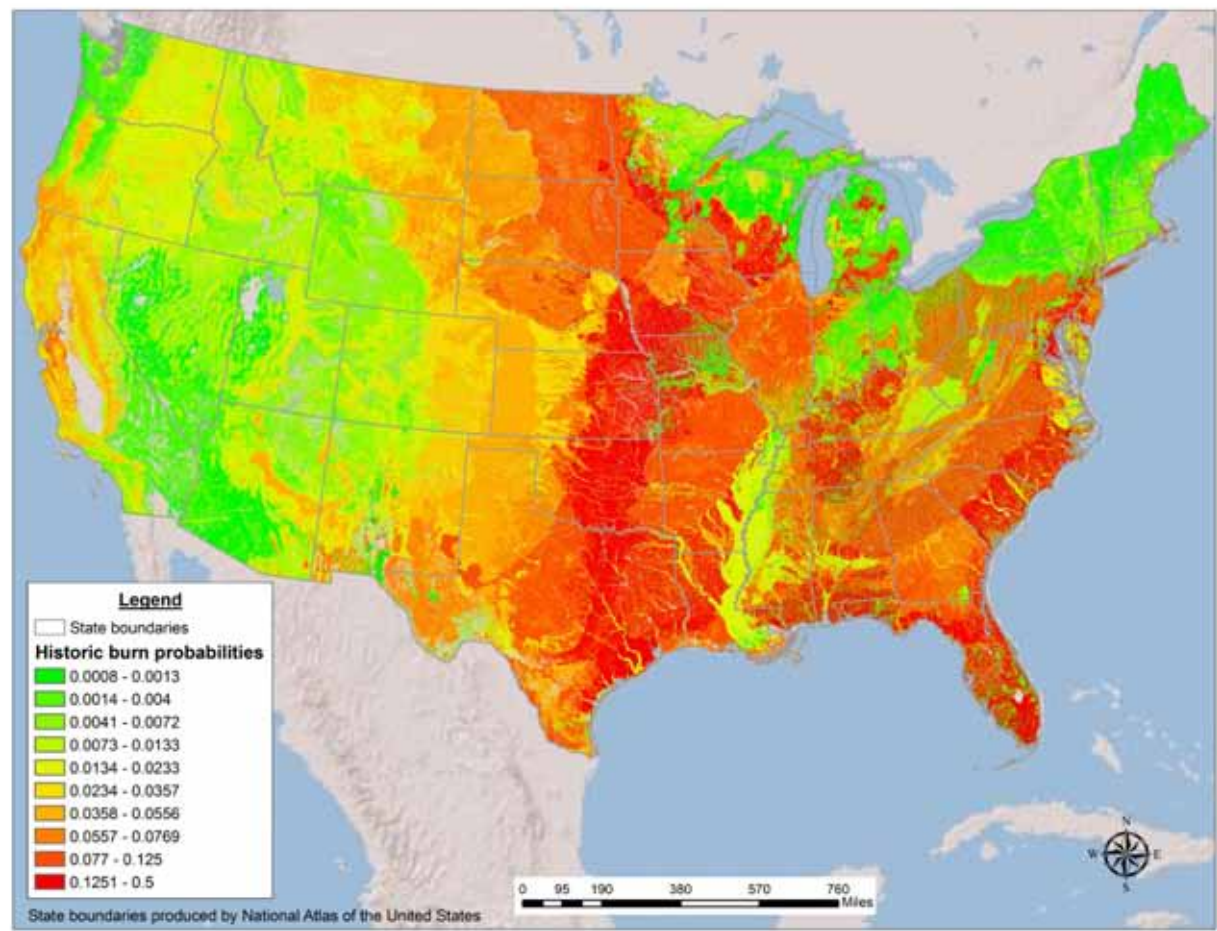 Legend
State boundaries
Historic burn probabilities
0.0008 - 0.0013
0.0014 - 0.004
0.0041 - 0.0072
0.0073 - 0.0133
0.0134 - 0.0233
0.0234 - 0.0357
0.0358 - 0.0556
0.0557 - 0.0769
0.077 - 0.125
0.1251 - 0.5
State boundaries produced by National Atlas of the United States
0 95 190 380 570 760
Miles
N
W E
S